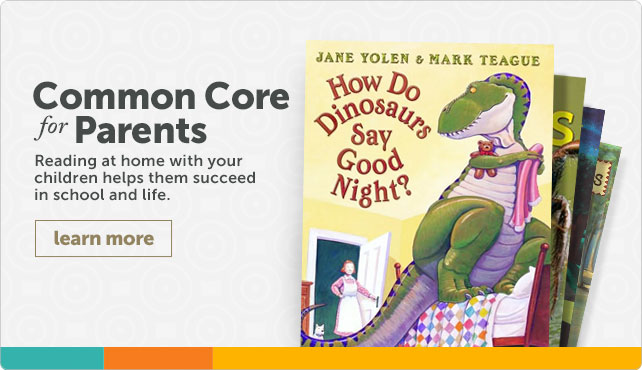 Common Core
for Parents
Reading at home with your
children helps them succeed
in school and life.
learn more
JANE YOLEN & MARK TEAGUE
How Do
Dinosaurs
Say
Good
Night?
S
S